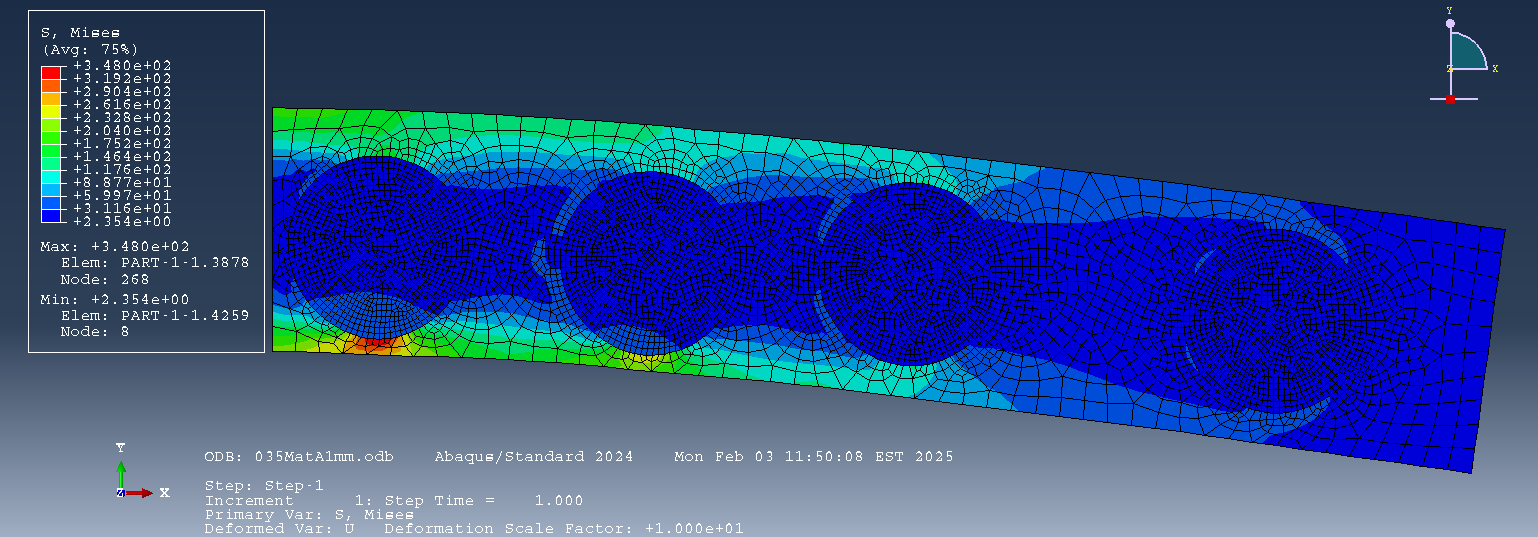 S, Mises
(Avg: 75%)
+3.480e+02
+3.192e+02
+2.904e+02
+2.616e+02
+2.328e+02
+2.040e+02
+1.752e+02
+1.464e+02
+1.176e+02
+8.877e+01
+5.997e+01
+3.116e+01
+2.354e+00
Max: +3.480e+02
Elem: PART-1-1.3878
Node: 268
Min: +2.354e+00
Elem: PART-1-1.4259
Node: 8
Y
X
Z
Y
Z
X
ODB: 035MatA1mm.odb    Abaqus/Standard 2024    Mon Feb 03 11:50:08 EST 2025
Step: Step-1
Increment      1: Step Time =    1.000
Primary Var: S, Mises
Deformed Var: U   Deformation Scale Factor: +1.000e+01